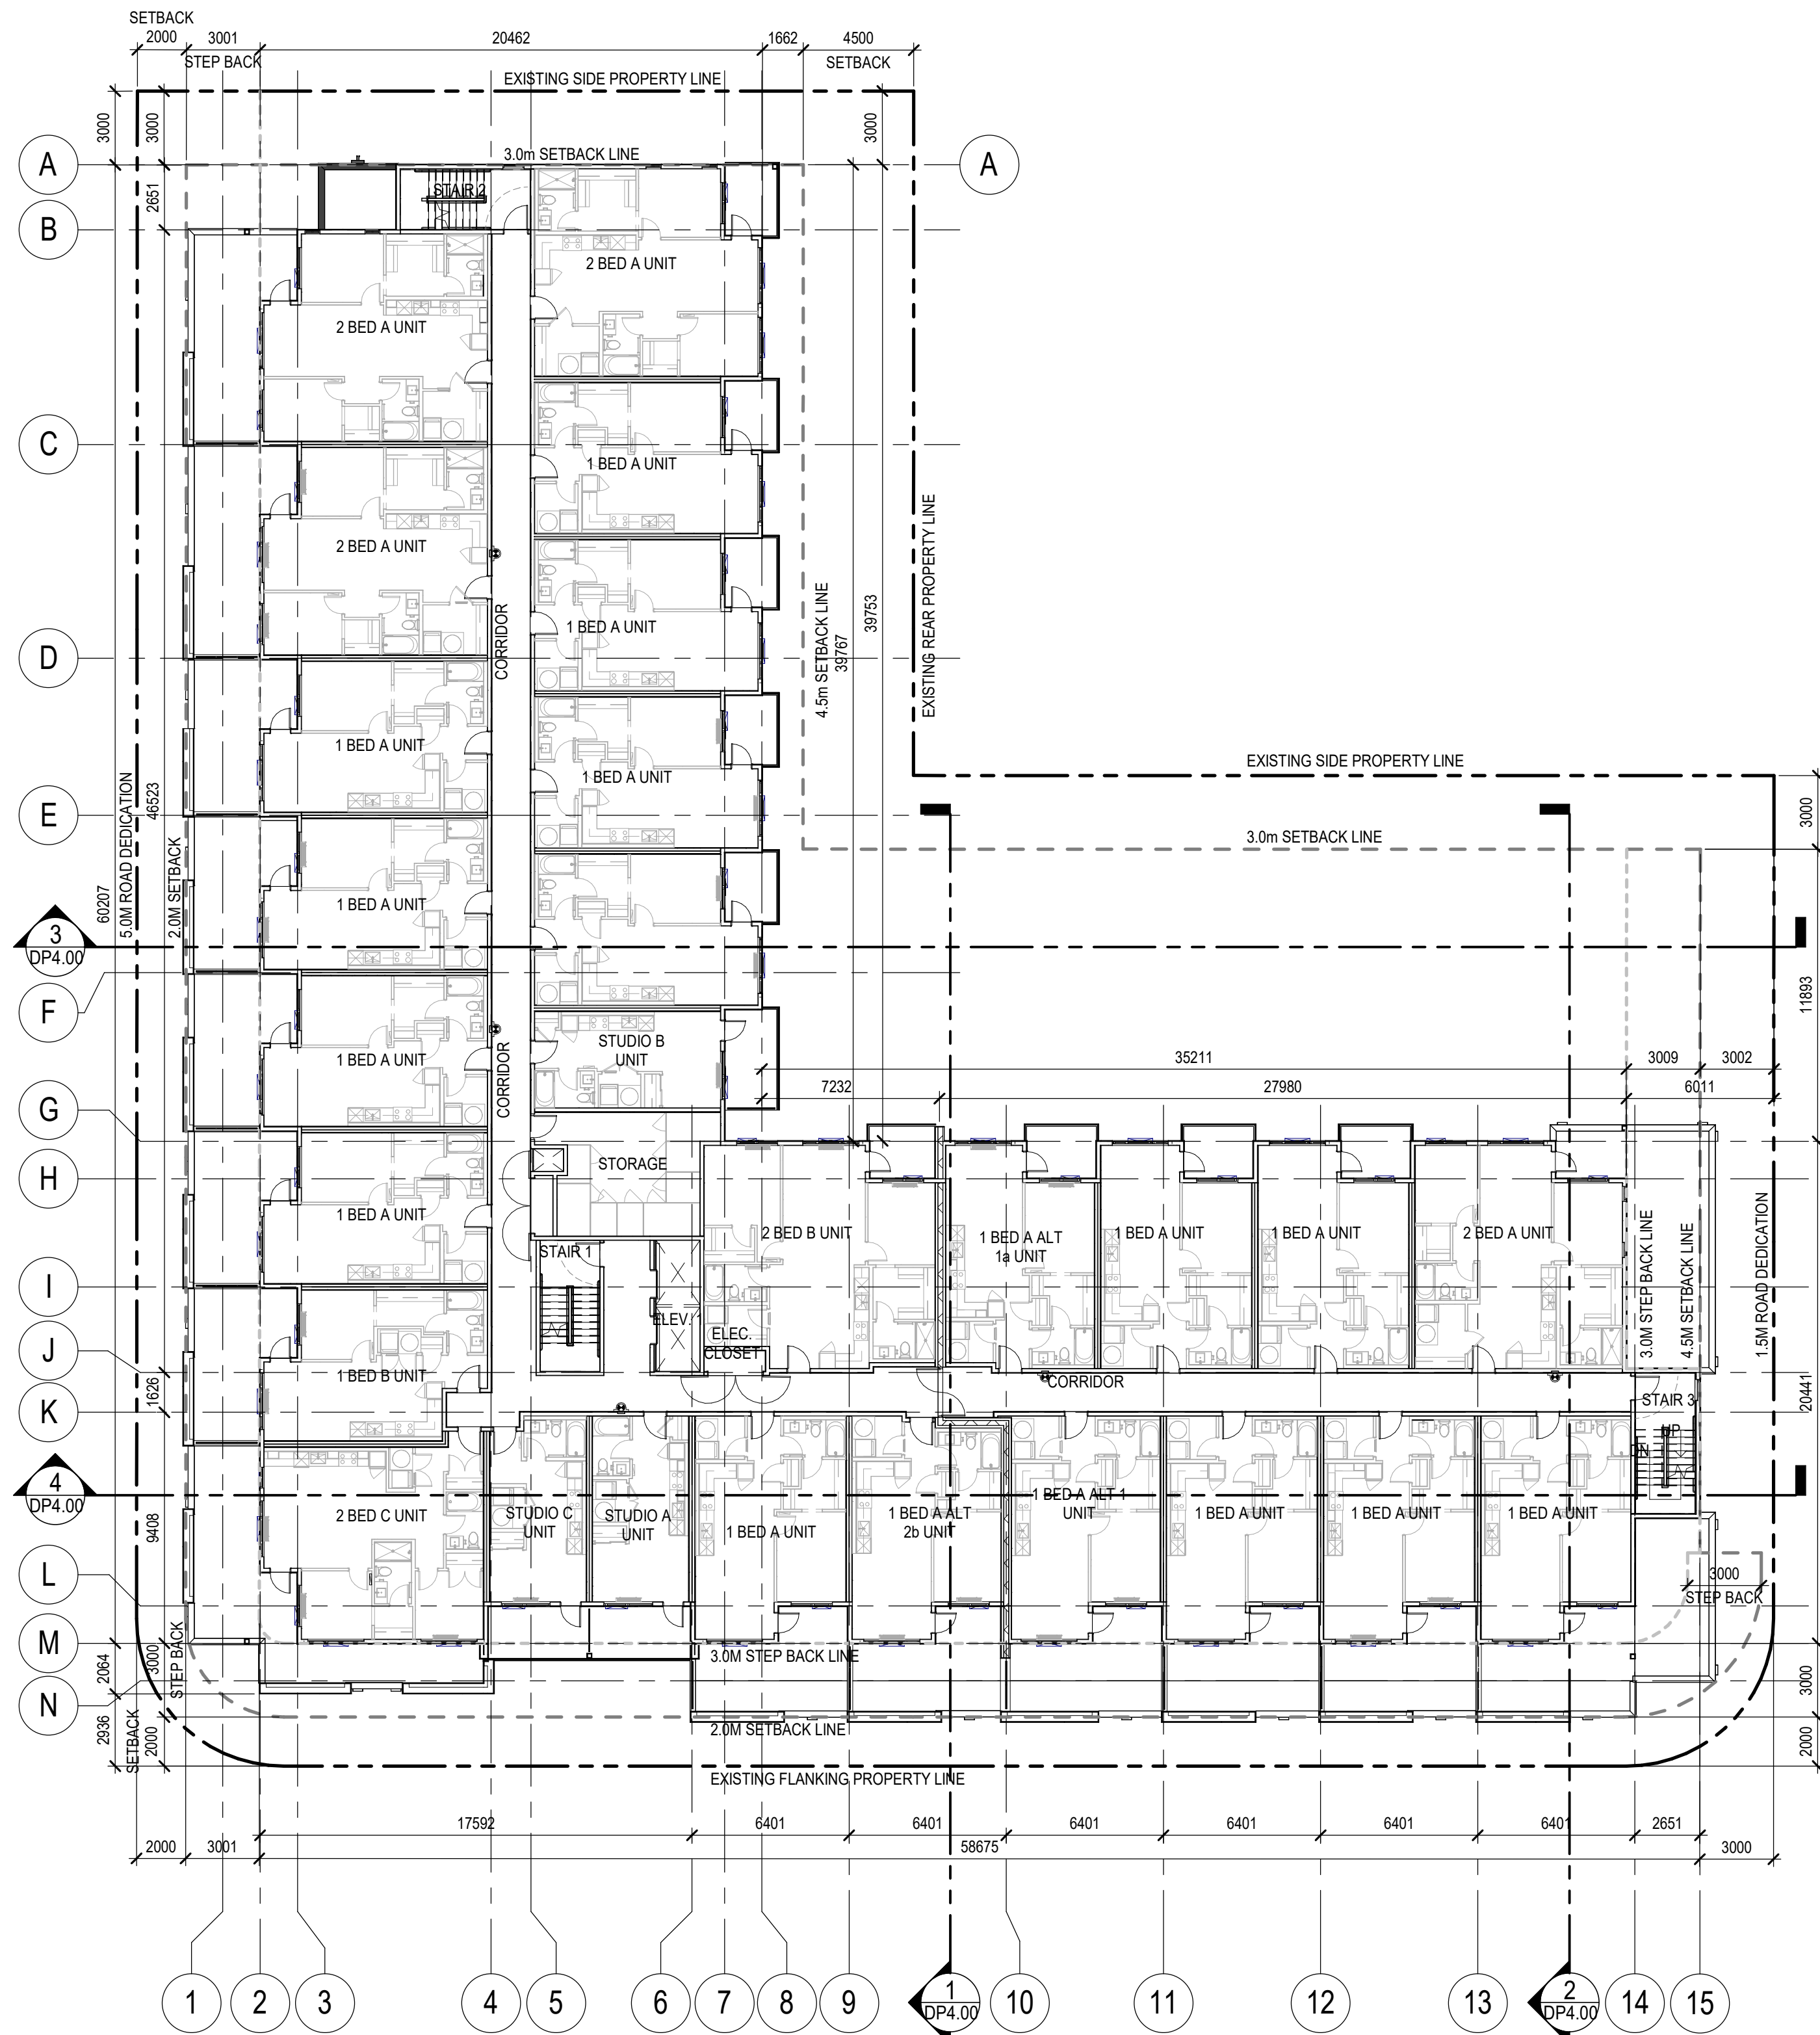 SETBACK
2000
3001
20462
1662
4500
STEP BACK
SETBACK
EXISTING SIDE PROPERTY LINE
3000
3000
3000
A
3.0m SETBACK LINE
A
2651
STAIR 2
B
2 BED A UNIT
2 BED A UNIT
C
1 BED A UNIT
2 BED A UNIT
EXISTING REAR PROPERTY LINE
39753
4.5m SETBACK LINE
39767
1 BED A UNIT
CORRIDOR
D
1 BED A UNIT
1 BED A UNIT
EXISTING SIDE PROPERTY LINE
5.0M ROAD DEDICATION
46523
E
3000
3.0m SETBACK LINE
2.0M SETBACK
60207
1 BED A UNIT
3
DP4.00
11893
F
STUDIO B
UNIT
1 BED A UNIT
CORRIDOR
35211
3009
3002
7232
27980
6011
G
STORAGE
H
1 BED A UNIT
2 BED B UNIT
1 BED A ALT
1a UNIT
1 BED A UNIT
1 BED A UNIT
2 BED A UNIT
3.0M STEP BACK LINE
4.5M SETBACK LINE
1.5M ROAD DEDICATION
STAIR 1
I
ELEV. 1
ELEC.
CLOSET
J
1 BED B UNIT
CORRIDOR
1626
K
STAIR 3
20441
UP
4
DP4.00
2 BED C UNIT
STUDIO C
UNIT
STUDIO A
UNIT
1 BED A UNIT
1 BED A ALT
2b UNIT
1 BED A ALT 1
UNIT
1 BED A UNIT
1 BED A UNIT
1 BED A UNIT
9408
L
3000
STEP BACK
M
2064
3000
STEP BACK
3.0M STEP BACK LINE
3000
N
2936
SETBACK
2000
2.0M SETBACK LINE
2000
EXISTING FLANKING PROPERTY LINE
17592
6401
6401
6401
6401
6401
6401
2651
2000
3001
58675
3000
1
2
3
4
5
6
7
8
9
1
DP4.00
10
11
12
13
2
DP4.00
14
15